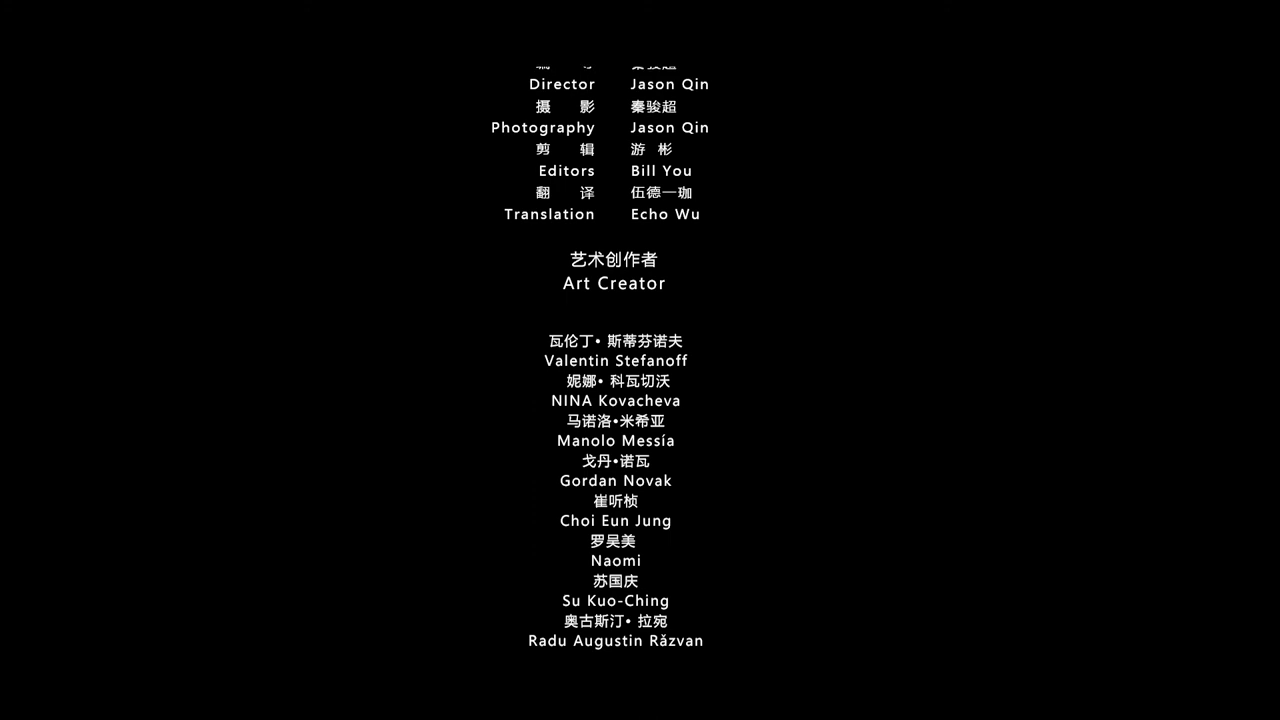 Director Jason Qin
摄 影 秦骏超
Photography Jason Qin
剪 辑 游 彬
Editors Bill You
翻 译 伍德一珈
Translation Echo Wu
艺术创作者
Art Creator
瓦伦丁• 斯蒂芬诺夫
Valentin Stefanoff
妮娜• 科瓦切沃
NINA Kovacheva
马诺洛•米希亚
Manolo Messía
戈丹•诺瓦
Gordan Novak
崔听桢
Choi Eun Jung
罗吴美
Naomi
苏国庆
Su Kuo-Ching
奥古斯汀• 拉宛
Radu Augustin Răzvan